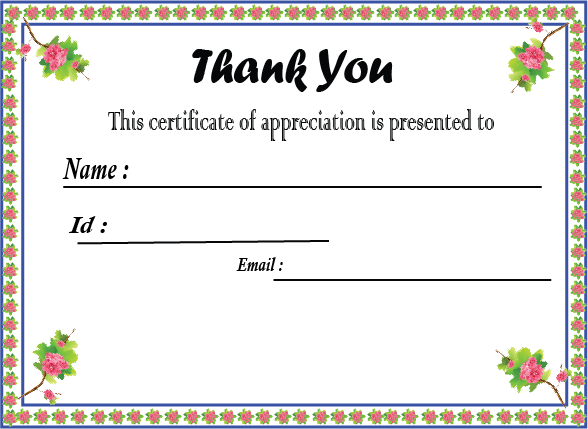 Thank You
This certificate of appreciation is presented to
Name :
Id :
Email :